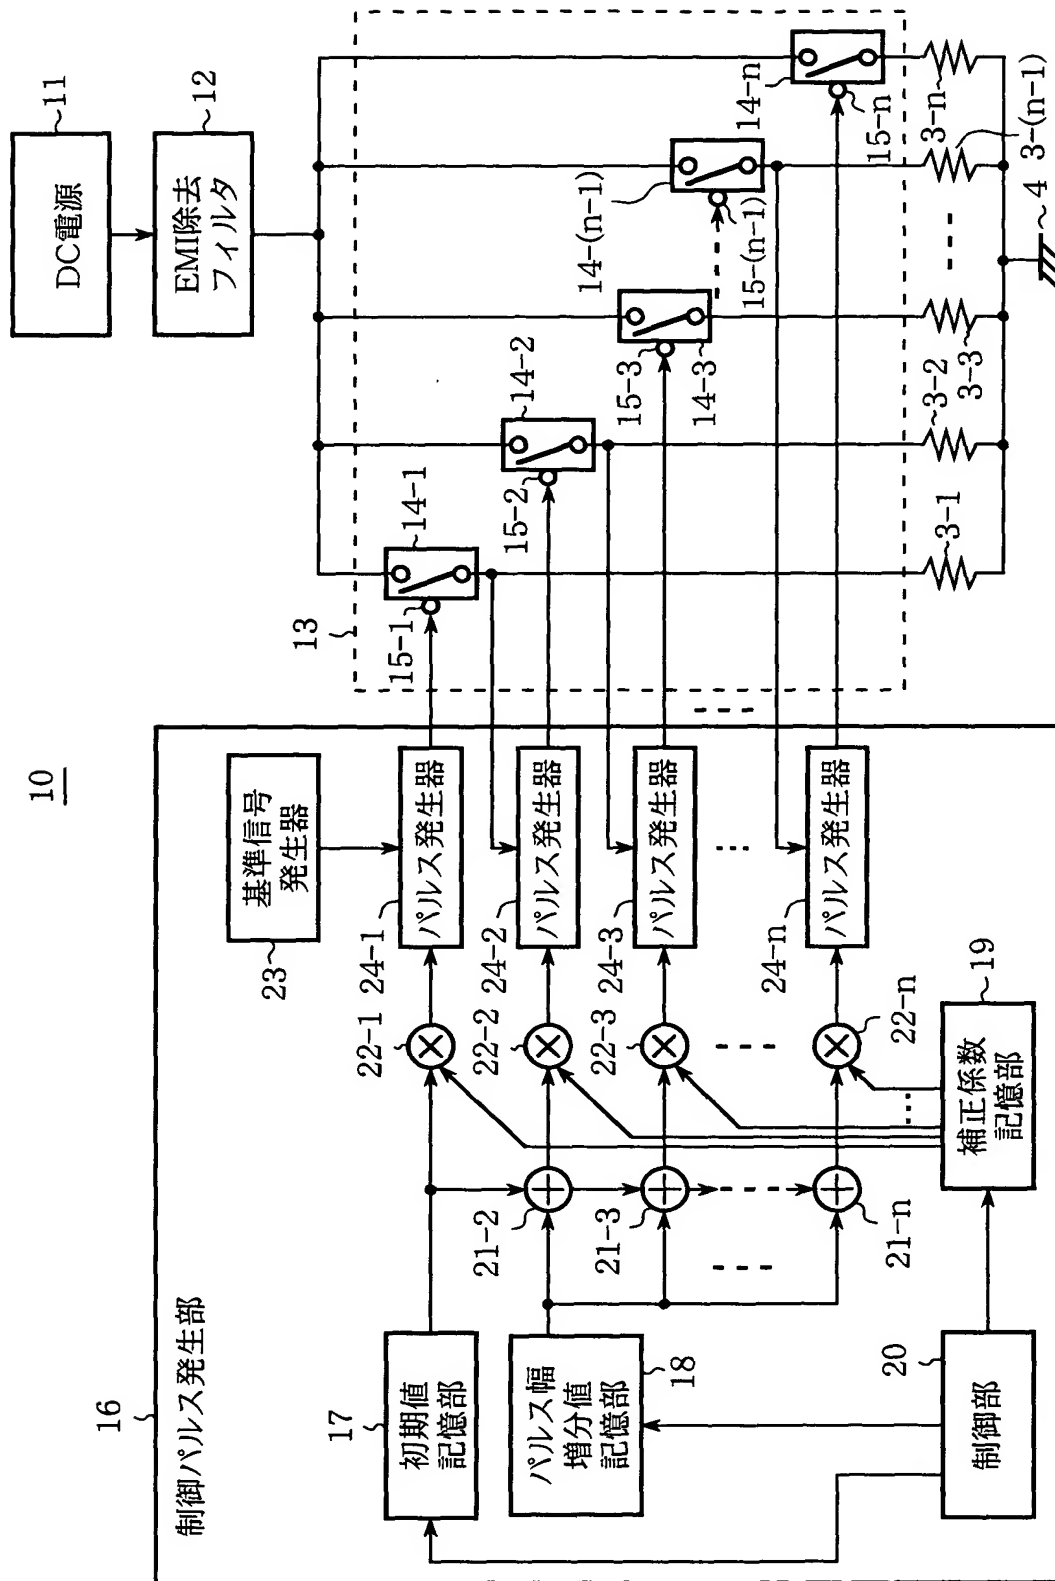 10
16
制御パルス発生部
17
初期値
記憶部
パルス幅
増分値
記憶部
18
20
制御部
21-2
21-3
21-n
19
補正係数
記憶部
22-1
22-2
22-3
22-n
23
基準信号
発生器
24-1
パルス発生器
24-2
パルス発生器
24-3
パルス発生器
24-n
パルス発生器
13
15-1
14-1
15-2
14-2
15-3
14-3
14-(n-1)
15-(n-1)
14-n
15-n
11
DC電源
12
EMI除去
フィルタ
3-1
3-2
3-3
3-(n-1)
3-n
4